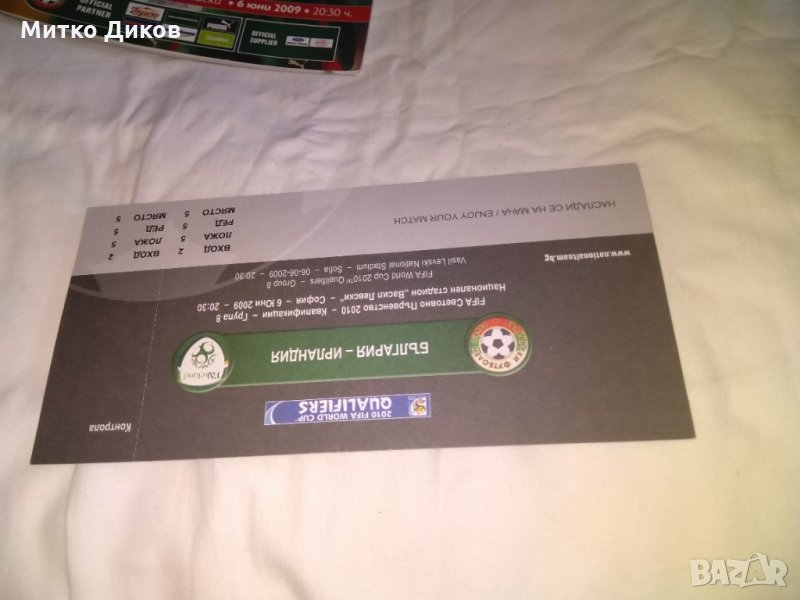 Митко Диков
OFFICIAL PARTNER
6 юни 2009 • 20:30 ч.
PUMA
OFFICIAL SUPPLIER
2010 FIFA WORLD CUP
QUALIFIERS
БЪЛГАРИЯ – ИРЛАНДИЯ
FIFA Световно Първенство 2010 – Квалификации – Група 8
Национален стадион „Васил Левски“ – София – 6 Юни 2009 – 20:30
FIFA World Cup 2010™ Qualifiers – Group 8
Vasil Levski National Stadium – Sofia – 06-06-2009 – 20:30
Контрола
ВХОД 2
ЛОЖА 5
РЕД 5
МЯСТО 5
ВХОД 2
ЛОЖА 5
РЕД 5
МЯСТО 5
www.nationalteam.bg
НАСЛАДИ СЕ НА МАЧА / ENJOY YOUR MATCH
BAZAR